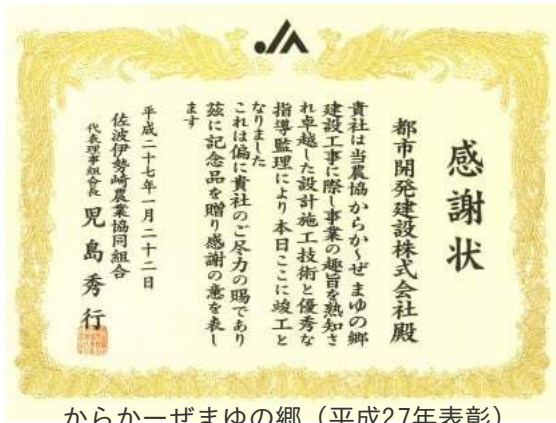 感謝状
都市開発建設株式会社殿
貴社は当農協からか〜ぜまゆの郷
建設工事に際し事業の趣旨を熟知さ
れ卓越した設計施工技術と優秀な
指導監理により本日ここに竣工と
なりました
これは偏に貴社のご尽力の賜であり
茲に記念品を贈り感謝の意を表し
ます
平成二十七年一月二十二日
佐波伊勢崎農業協同組合
代表理事組合長 児島秀行
からかーぜまゆの郷（平成27年表彰）